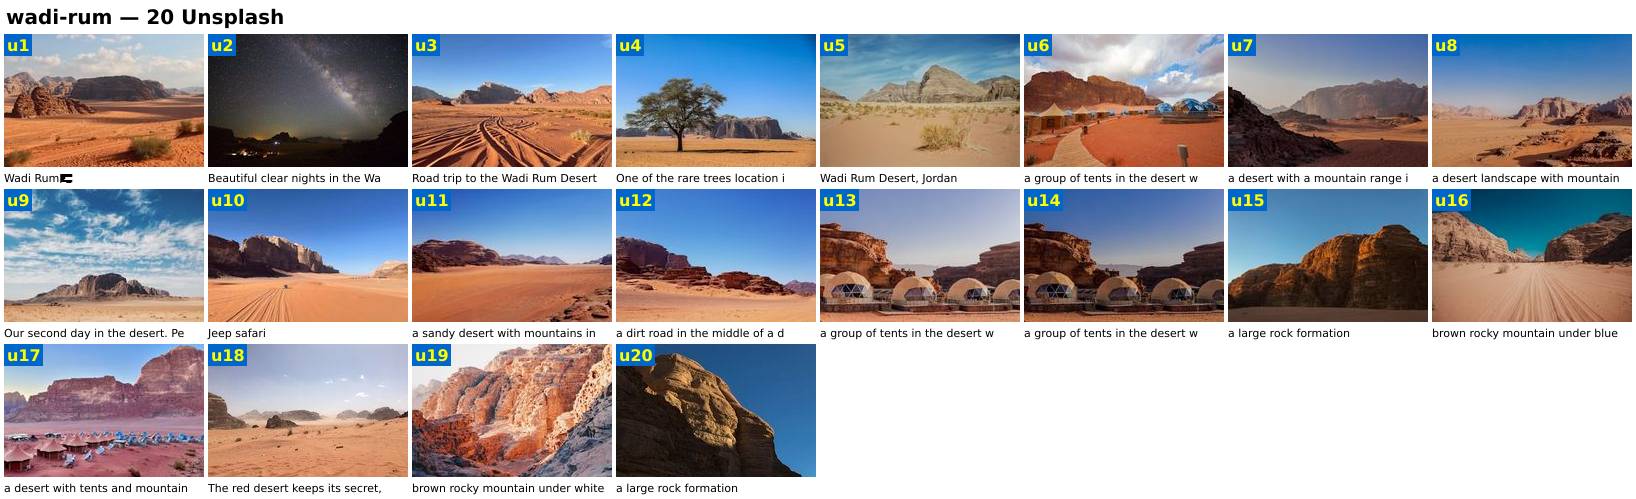 wadi-rum — 20 Unsplash
u1 u2 u3 u4 u5 u6 u7 u8
Wadi Rum Beautiful clear nights in the Wa Road trip to the Wadi Rum Desert One of the rare trees location i Wadi Rum Desert, Jordan a group of tents in the desert w a desert with a mountain range i a desert landscape with mountain
u9 u10 u11 u12 u13 u14 u15 u16
Our second day in the desert. Pe Jeep safari a sandy desert with mountains in a dirt road in the middle of a d a group of tents in the desert w a group of tents in the desert w a large rock formation brown rocky mountain under blue
u17 u18 u19 u20
a desert with tents and mountain The red desert keeps its secret, brown rocky mountain under white a large rock formation